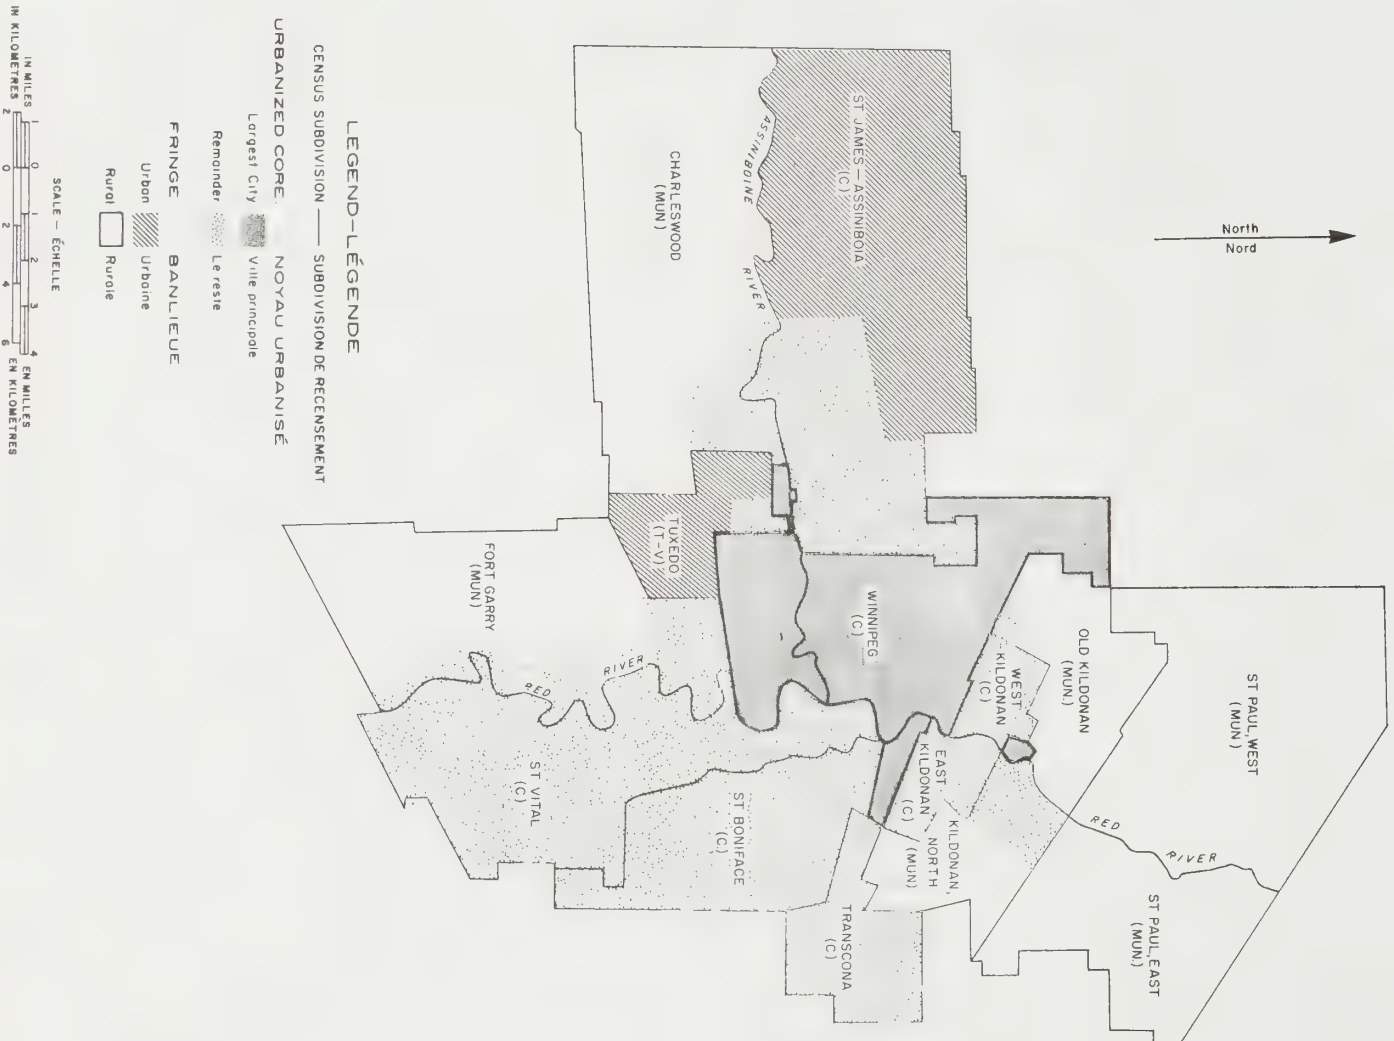 North
Nord
ST JAMES – ASSINIBOIA
(C)
ASSINIBOINE
RIVER
CHARLESWOOD
(MUN)
TUXEDO
(T-V)
FORT GARRY
(MUN)
WINNIPEG
(C)
ST PAUL, WEST
(MUN)
OLD KILDONAN
(MUN.)
WEST
KILDONAN
(C)
EAST
KILDONAN
(C)
KILDONAN,
NORTH
(MUN)
RED
RIVER
ST PAUL, EAST
(MUN.)
TRANSCONA
(C)
ST BONIFACE
(C.)
ST VITAL
(C)
RED
RIVER
LEGEND-LÉGENDE
CENSUS SUBDIVISION SUBDIVISION DE RECENSEMENT
URBANIZED CORE NOYAU URBANISÉ
Largest City Ville principale
Remainder Le reste
FRINGE BANLIEUE
Urban Urbaine
Rural Rurale
SCALE – ÉCHELLE
IN MILES 1 0 1 2 3 4 EN MILLES
IN KILOMETRES 2 0 2 4 6 EN KILOMÈTRES